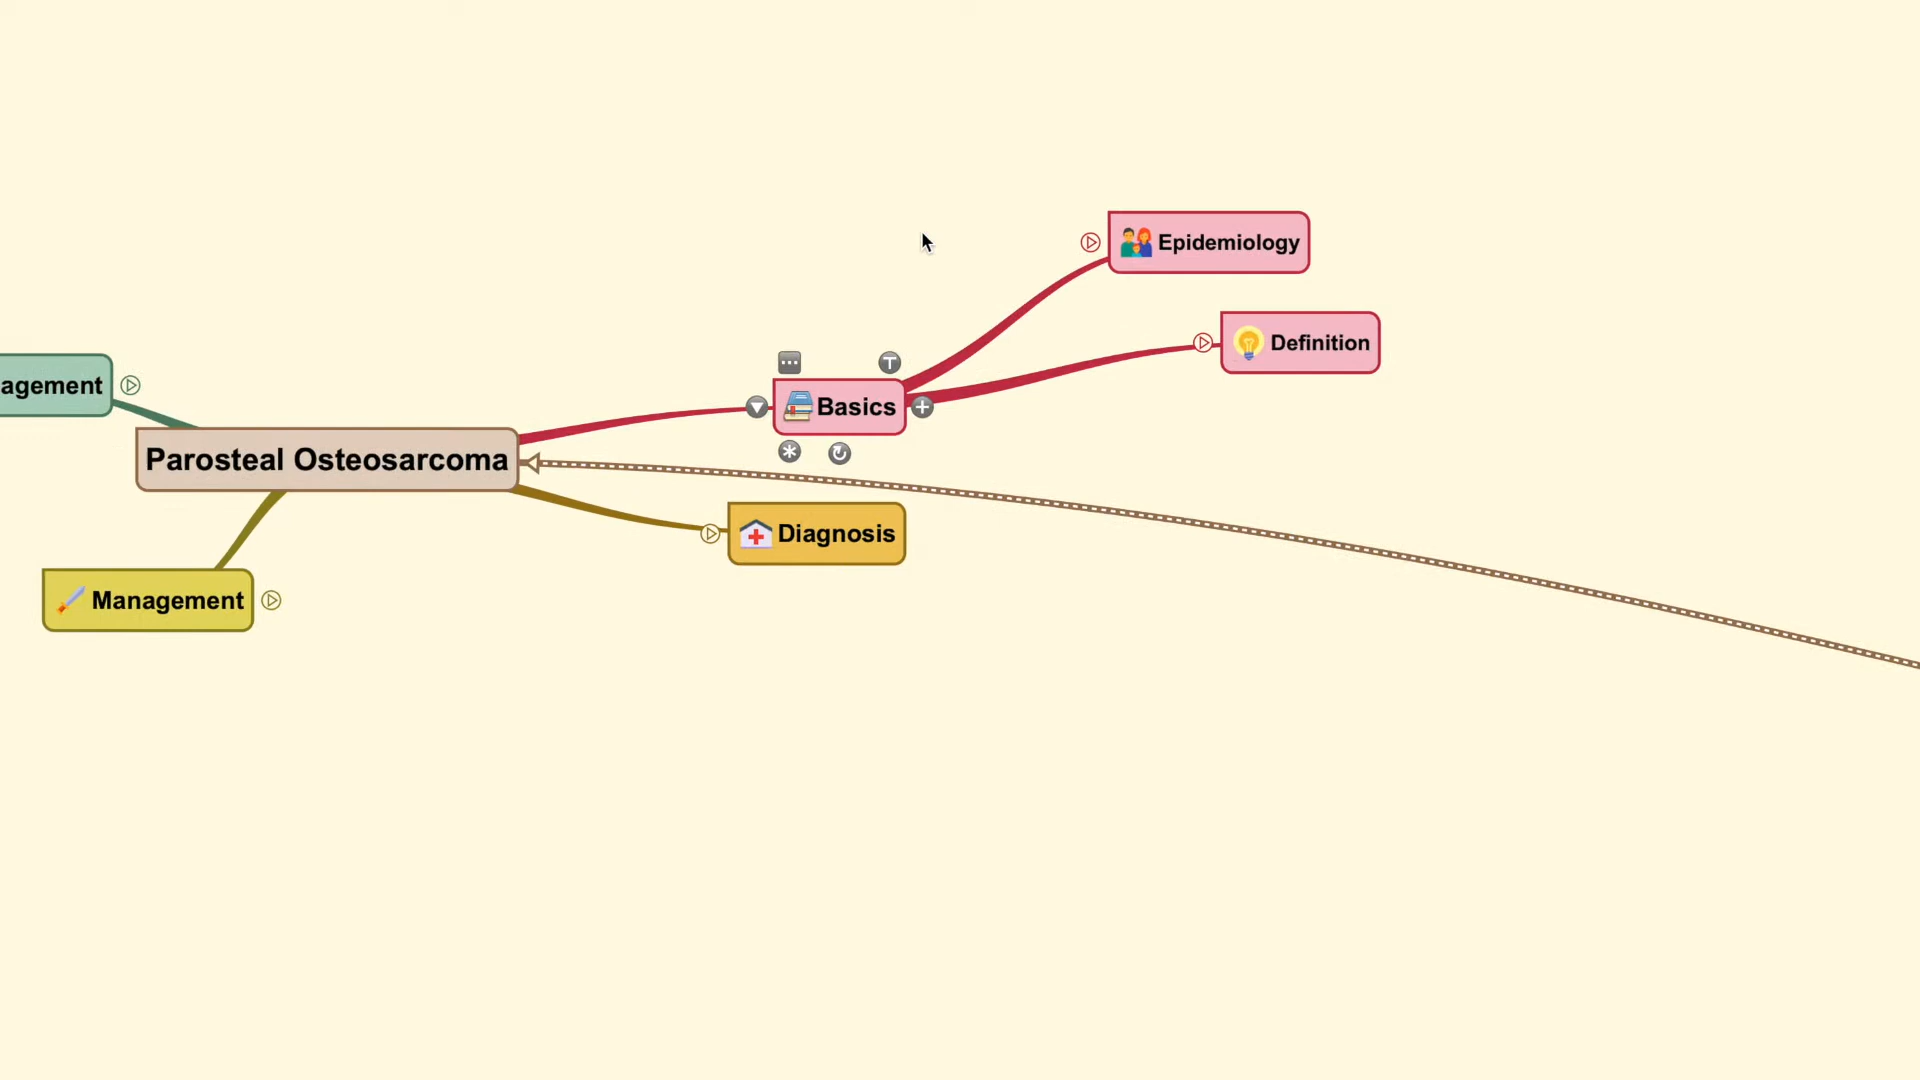 Epidemiology
Definition
agement
Basics
Parosteal Osteosarcoma
Diagnosis
Management